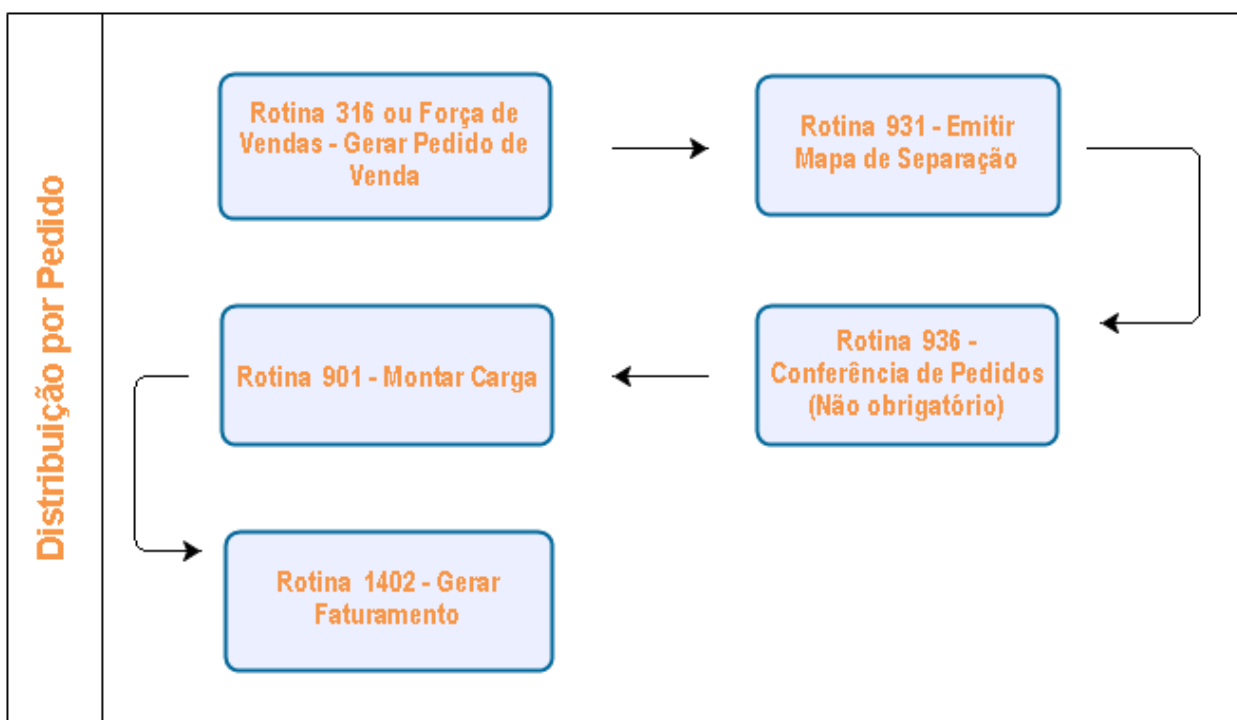 Distribuição por Pedido
Rotina 316 ou Força de
Vendas - Gerar Pedido de
Venda
Rotina 931 - Emitir
Mapa de Separação
Rotina 936 -
Conferência de Pedidos
(Não obrigatório)
Rotina 901 - Montar Carga
Rotina 1402 - Gerar
Faturamento